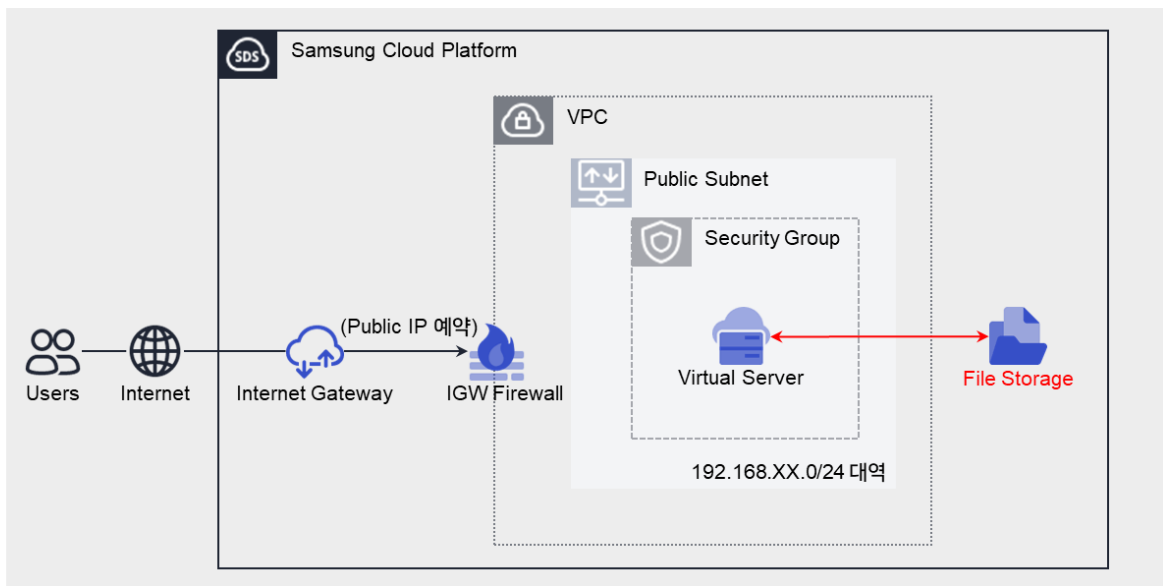 SDS
Samsung Cloud Platform
VPC
Public Subnet
Security Group
(Public IP 예약)
Users
Internet
Internet Gateway
IGW Firewall
Virtual Server
File Storage
192.168.XX.0/24 대역